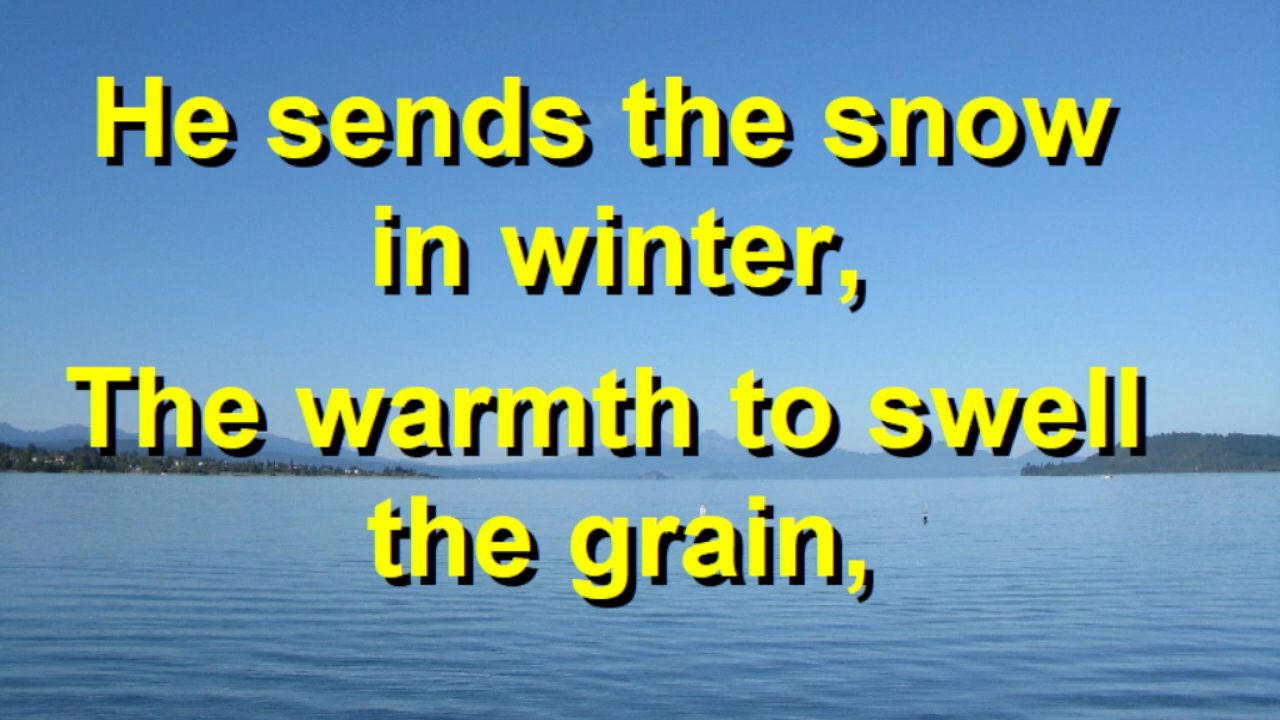 He sends the snow
in winter,
The warmth to swell
the grain,